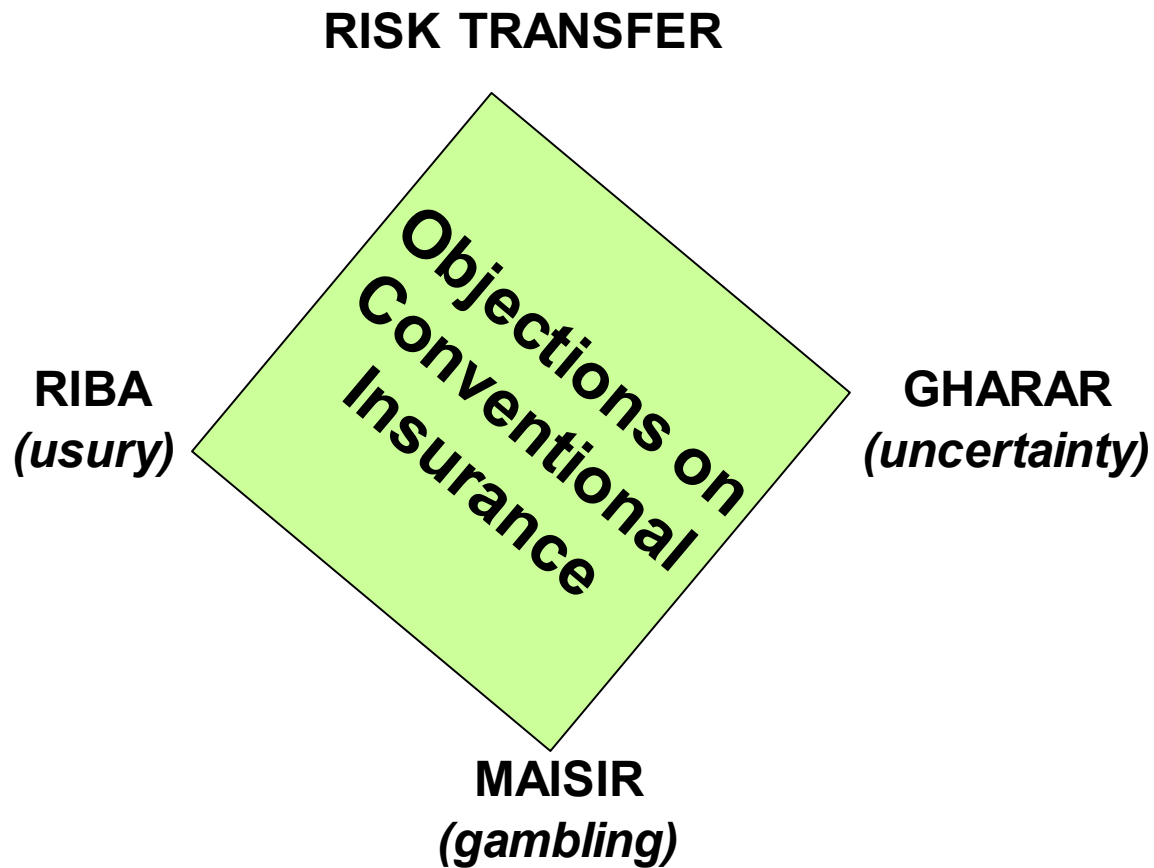 RISK TRANSFER
Objections on
Conventional
Insurance
RIBA
(usury)
GHARAR
(uncertainty)
MAISIR
(gambling)